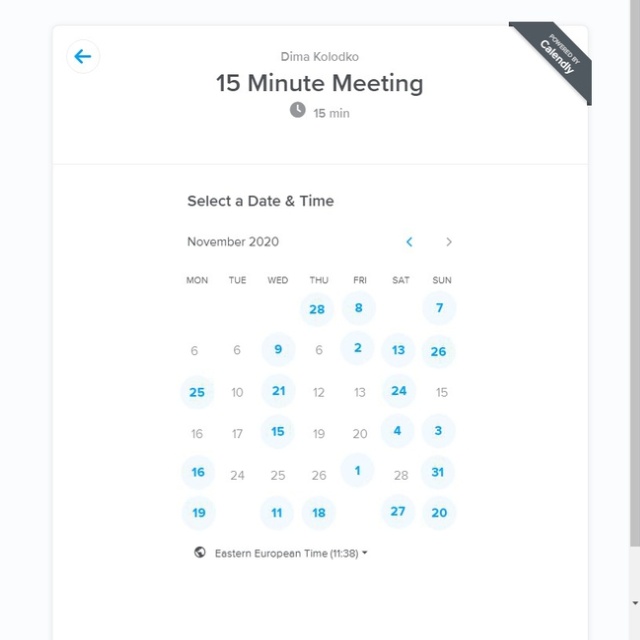 POWERED BY
Calendly
Dima Kolodko
15 Minute Meeting
15 min
Select a Date & Time
November 2020
MON TUE WED THU FRI SAT SUN
28 8 7
6 6 9 6 2 13 26
25 10 21 12 13 24 15
16 17 15 19 20 4 3
16 24 25 26 1 28 31
19 11 18 27 20
Eastern European Time (11:38)